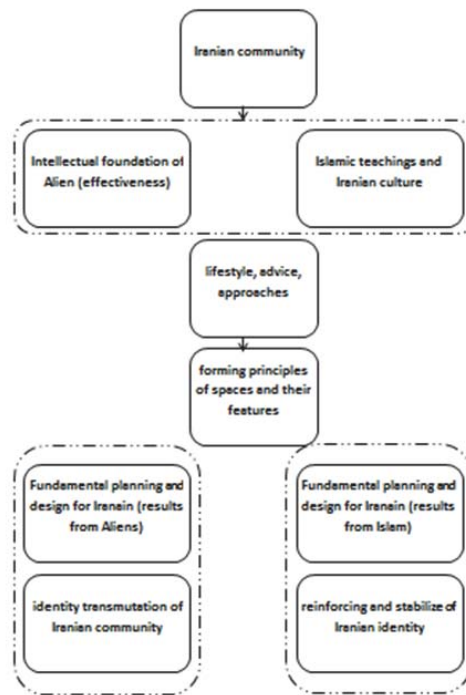 Iranian community
Intellectual foundation of
Alien (effectiveness)
Islamic teachings and
Iranian culture
lifestyle, advice,
approaches
forming principles
of spaces and their
features
Fundamental planning and
design for Iranain (results
from Aliens)
Fundamental planning and
design for Iranain (results
from Islam)
identity transmutation of
Iranian community
reinforcing and stabilize of
Iranian identity